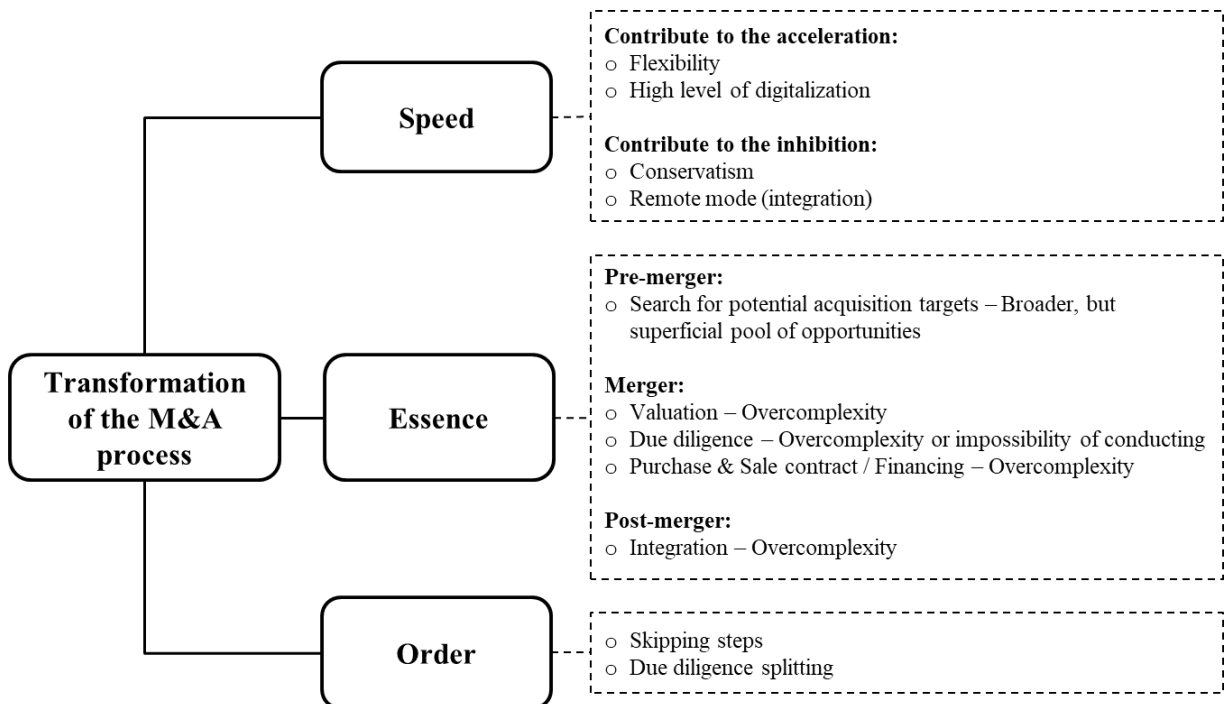 Transformation
of the M&A
process
Speed
Contribute to the acceleration:
o Flexibility
o High level of digitalization
Contribute to the inhibition:
o Conservatism
o Remote mode (integration)
Essence
Pre-merger:
o Search for potential acquisition targets – Broader, but
superficial pool of opportunities
Merger:
o Valuation – Overcomplexity
o Due diligence – Overcomplexity or impossibility of conducting
o Purchase & Sale contract / Financing – Overcomplexity
Post-merger:
o Integration – Overcomplexity
Order
o Skipping steps
o Due diligence splitting